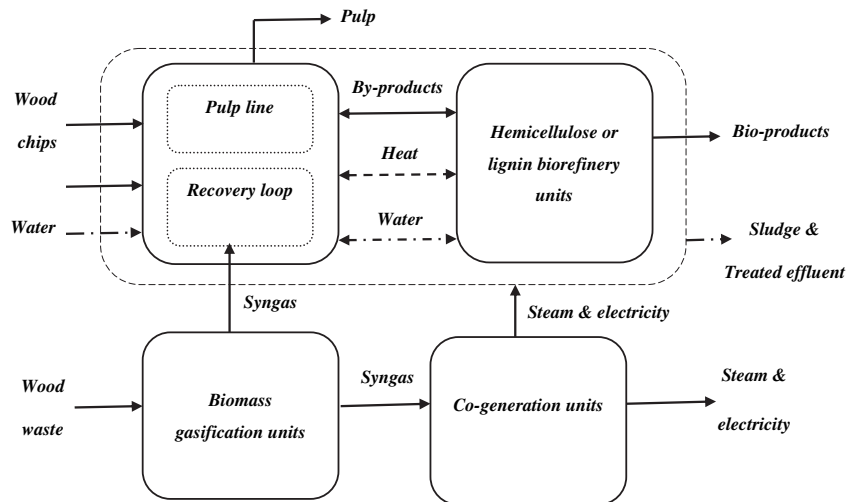 Pulp
Wood
chips
Water
Pulp line
Recovery loop
By-products
Heat
Water
Hemicellulose or
lignin biorefinery
units
Bio-products
Sludge &
Treated effluent
Syngas
Steam & electricity
Wood
waste
Biomass
gasification units
Syngas
Co-generation units
Steam &
electricity